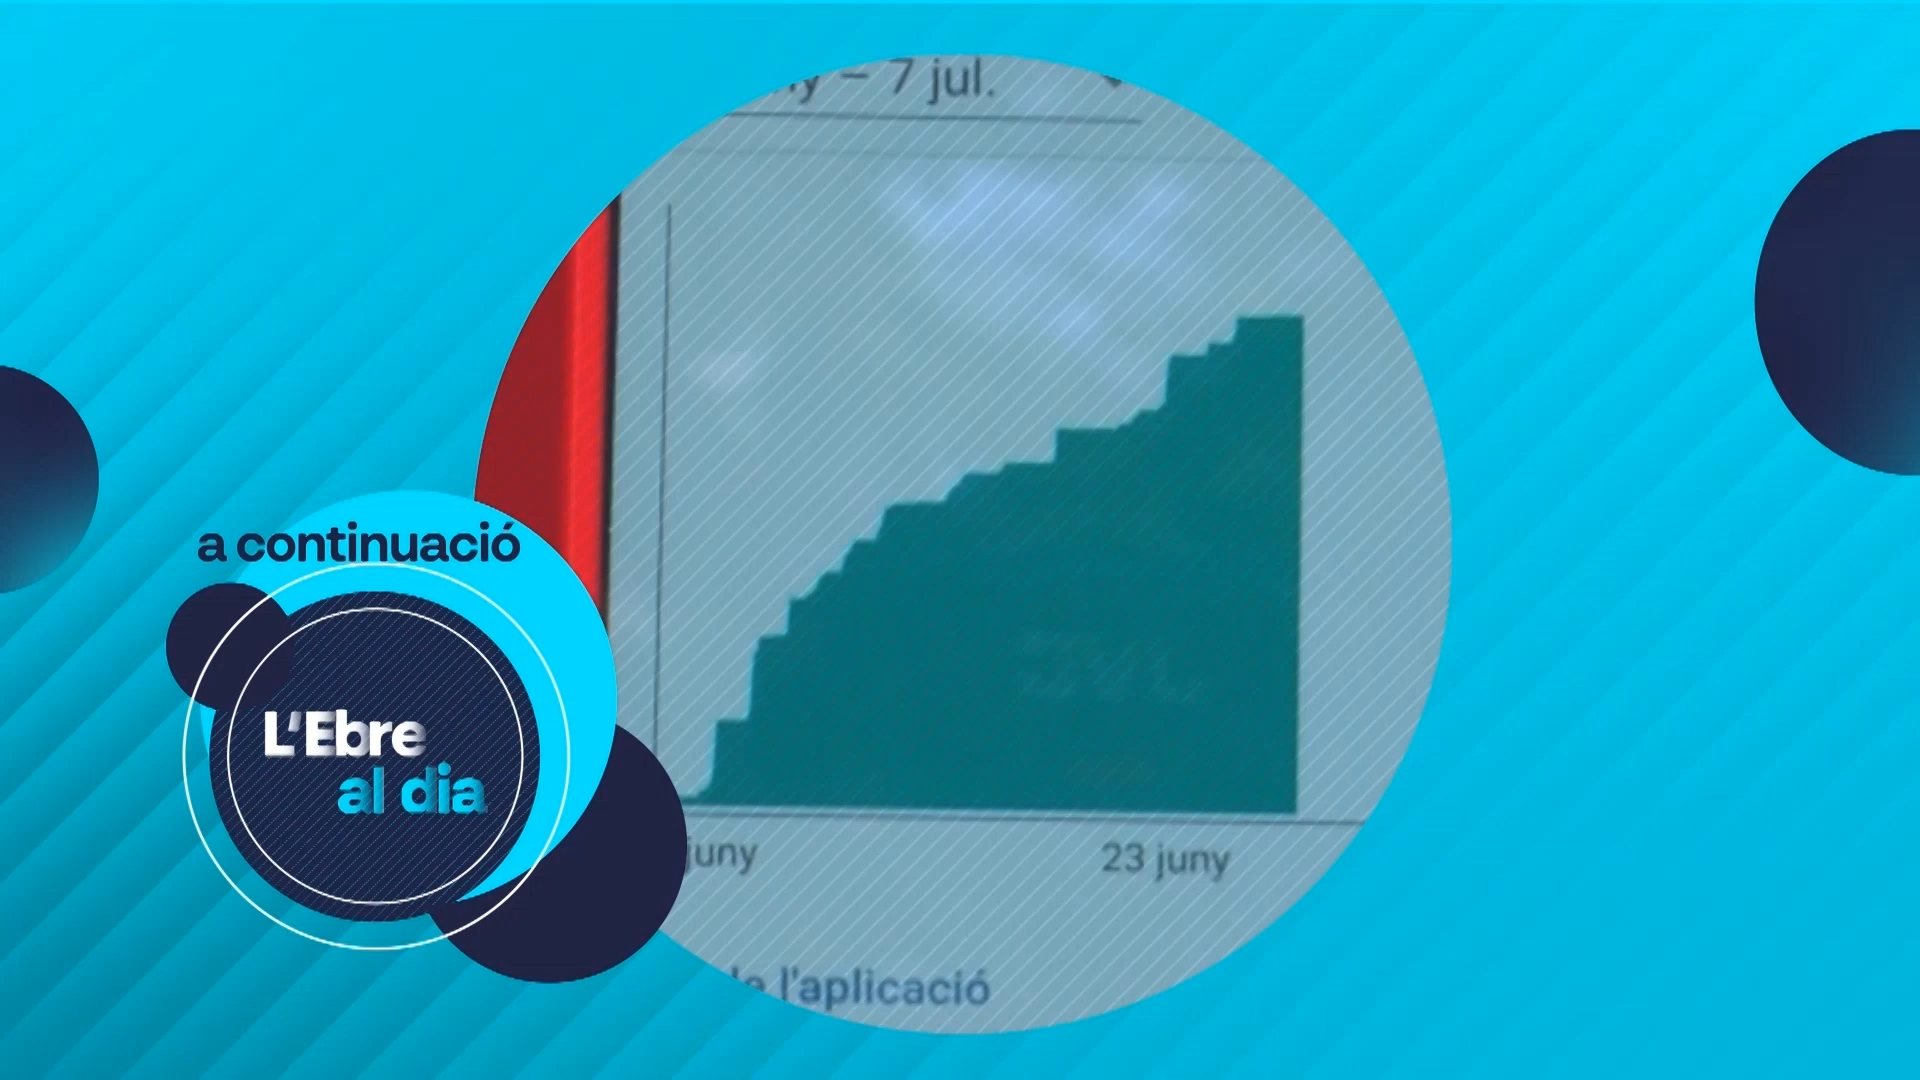 – 7 jul.
a continuació
L'Ebre
al dia
juny
23 juny
l'aplicació